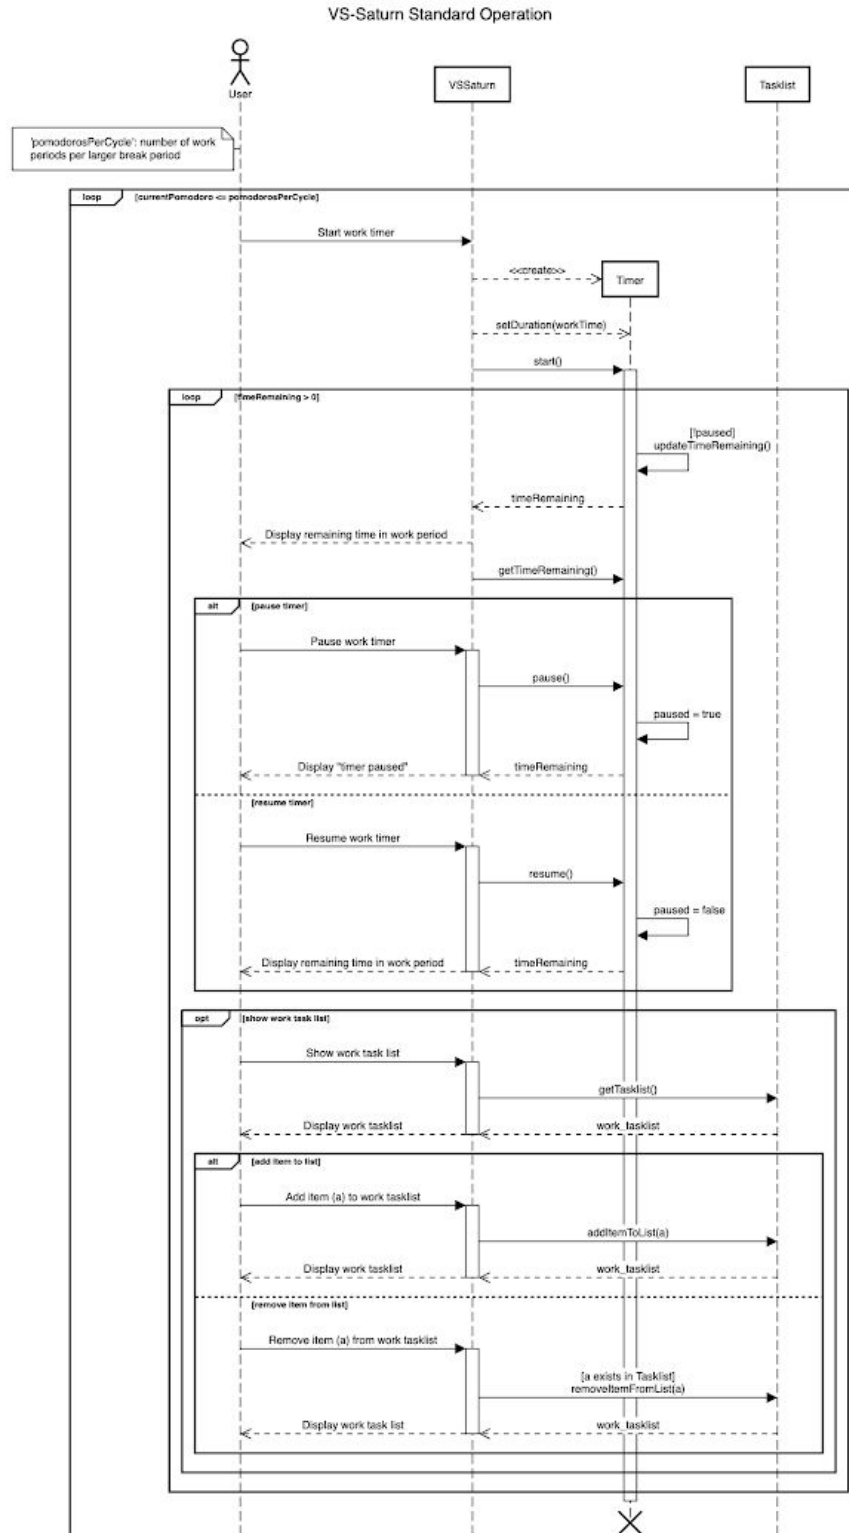 VS-Saturn Standard Operation
User
VSSaturn
Tasklist
'pomodorosPerCycle': number of work
periods per larger break period
loop [currentPomodoro <= pomodorosPerCycle]
Start work timer
<<create>>
Timer
setDuration(workTime)
start()
loop [timeRemaining > 0]
[!paused]
updateTimeRemaining()
timeRemaining
Display remaining time in work period
getTimeRemaining()
alt [pause timer]
Pause work timer
pause()
paused = true
Display "timer paused" timeRemaining
[resume timer]
Resume work timer
resume()
paused = false
Display remaining time in work period timeRemaining
opt [show work task list]
Show work task list
getTasklist()
Display work tasklist work_tasklist
alt [add item to list]
Add item (a) to work tasklist
addItemToList(a)
Display work tasklist work_tasklist
[remove item from list]
Remove item (a) from work tasklist
[a exists in Tasklist]
removeItemFromList(a)
Display work task list work_tasklist